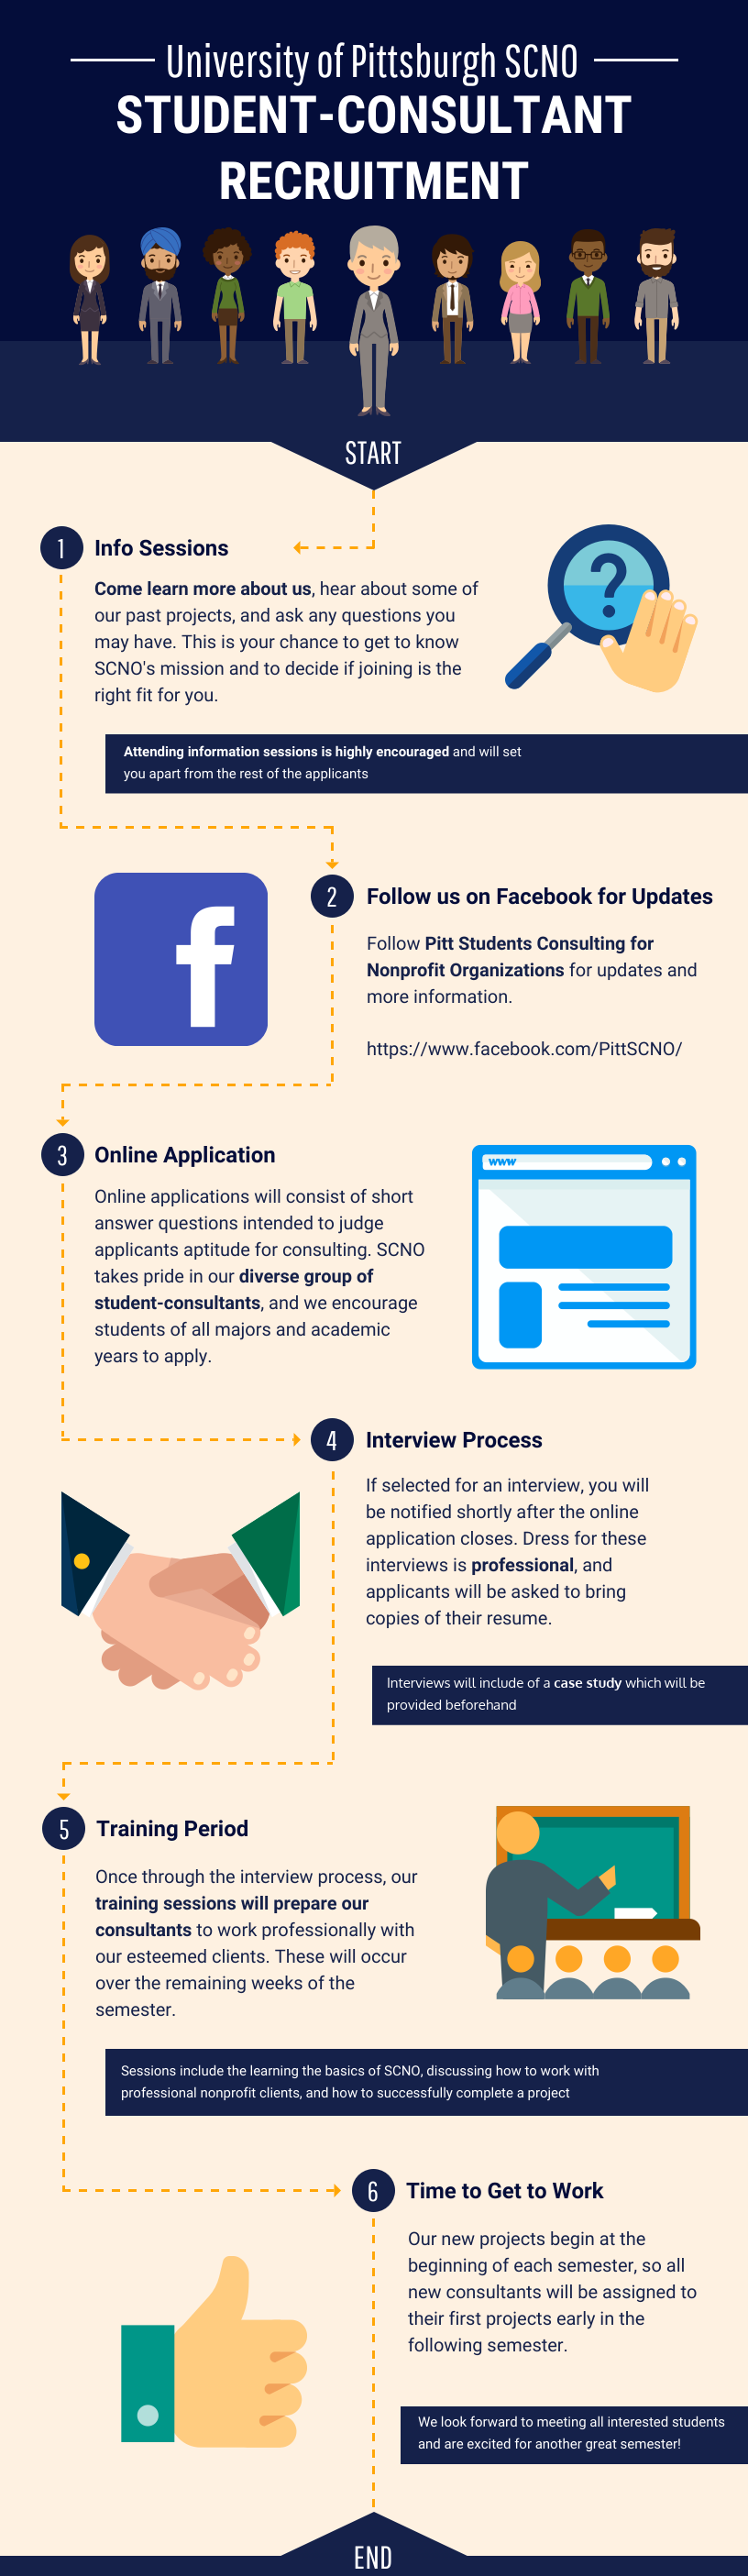 University of Pittsburgh SCNO
STUDENT-CONSULTANT
RECRUITMENT
START
1
Info Sessions
Come learn more about us, hear about some of
our past projects, and ask any questions you
may have. This is your chance to get to know
SCNO's mission and to decide if joining is the
right fit for you.
?
Attending information sessions is highly encouraged and will set
you apart from the rest of the applicants
f
2
Follow us on Facebook for Updates
Follow Pitt Students Consulting for
Nonprofit Organizations for updates and
more information.
https://www.facebook.com/PittSCNO/
3
Online Application
Online applications will consist of short
answer questions intended to judge
applicants aptitude for consulting. SCNO
takes pride in our diverse group of
student-consultants, and we encourage
students of all majors and academic
years to apply.
www
4
Interview Process
If selected for an interview, you will
be notified shortly after the online
application closes. Dress for these
interviews is professional, and
applicants will be asked to bring
copies of their resume.
Interviews will include of a case study which will be
provided beforehand
5
Training Period
Once through the interview process, our
training sessions will prepare our
consultants to work professionally with
our esteemed clients. These will occur
over the remaining weeks of the
semester.
Sessions include the learning the basics of SCNO, discussing how to work with
professional nonprofit clients, and how to successfully complete a project
6
Time to Get to Work
Our new projects begin at the
beginning of each semester, so all
new consultants will be assigned to
their first projects early in the
following semester.
We look forward to meeting all interested students
and are excited for another great semester!
END